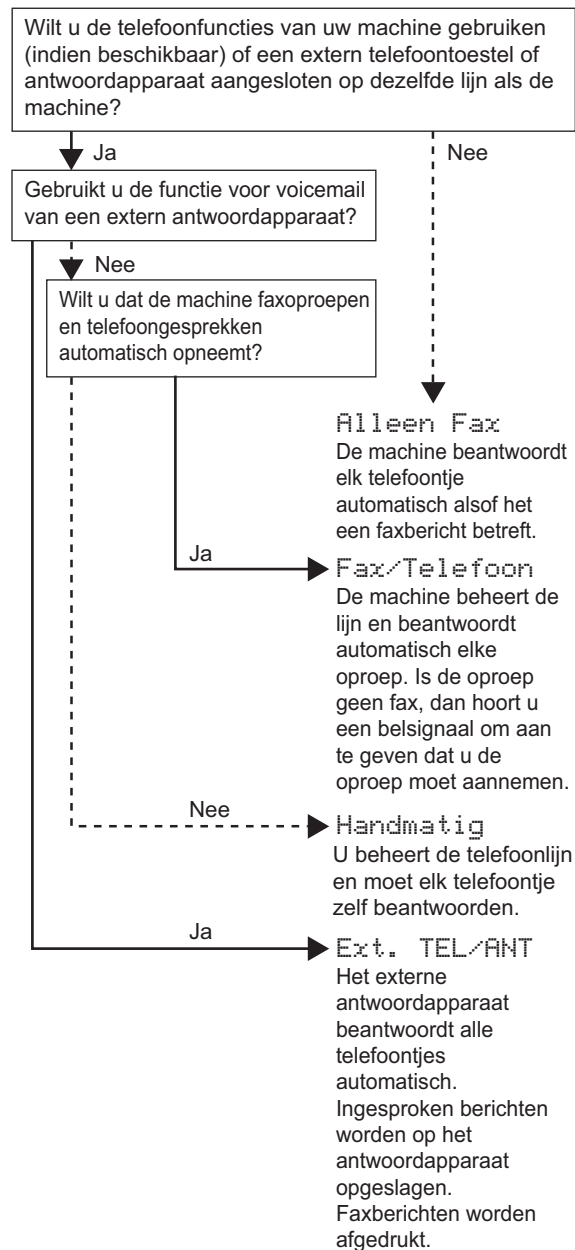 Wilt u de telefoonfuncties van uw machine gebruiken
(indien beschikbaar) of een extern telefoontoestel of
antwoordapparaat aangesloten op dezelfde lijn als de
machine?
Ja
Nee
Gebruikt u de functie voor voicemail
van een extern antwoordapparaat?
Nee
Wilt u dat de machine faxoproepen
en telefoongesprekken
automatisch opneemt?
Alleen Fax
De machine beantwoordt
elk telefoontje
automatisch alsof het
een faxbericht betreft.
Ja
Fax/Telefoon
De machine beheert de
lijn en beantwoordt
automatisch elke
oproep. Is de oproep
geen fax, dan hoort u
een belsignaal om aan
te geven dat u de
oproep moet aannemen.
Nee
Handmatig
U beheert de telefoonlijn
en moet elk telefoontje
zelf beantwoorden.
Ja
Ext. TEL/ANT
Het externe
antwoordapparaat
beantwoordt alle
telefoontjes
automatisch.
Ingesproken berichten
worden op het
antwoordapparaat
opgeslagen.
Faxberichten worden
afgedrukt.